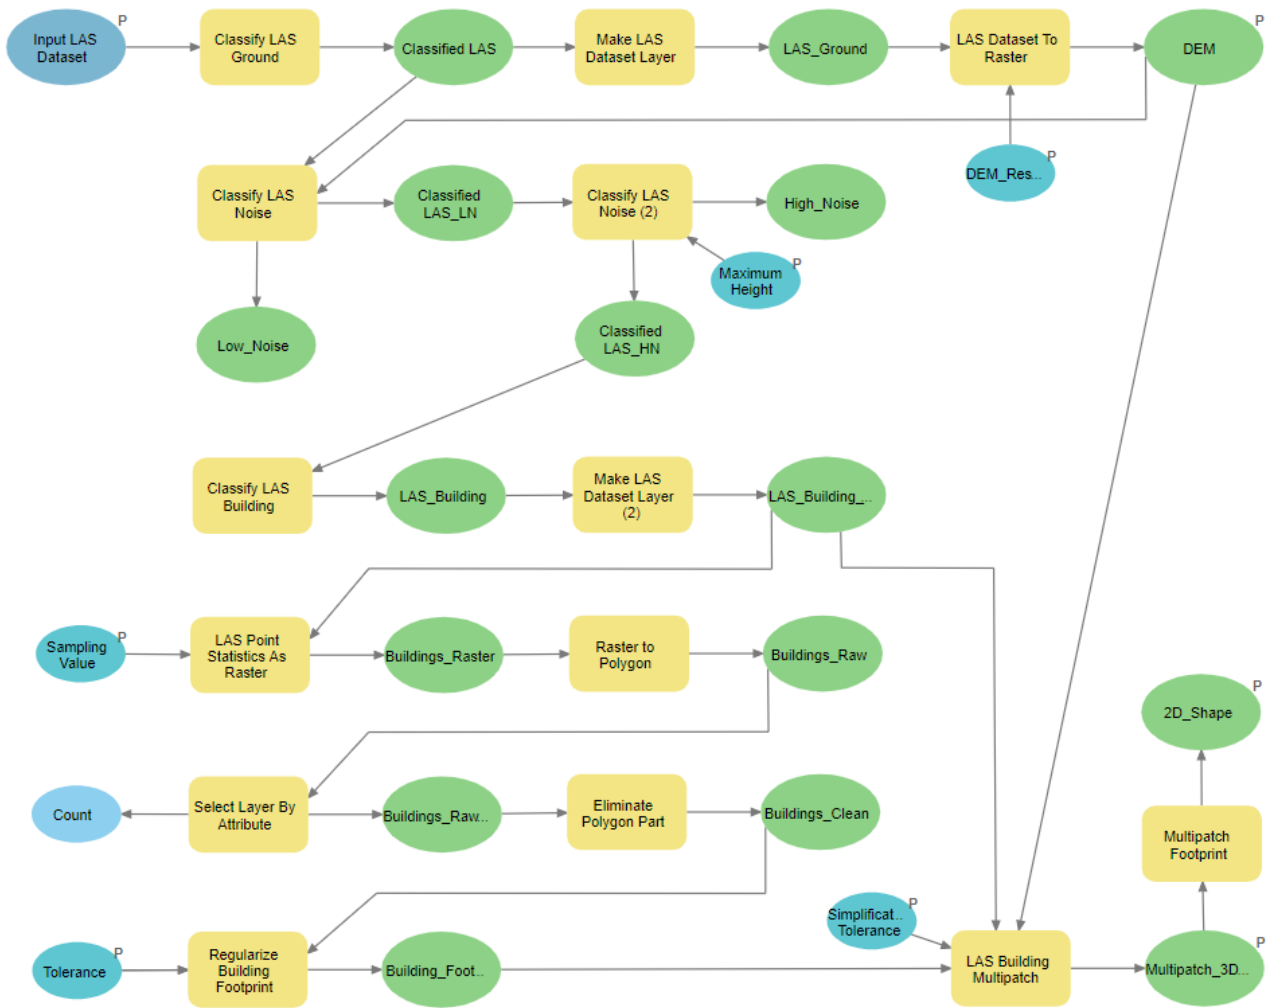 P
Input LAS
Dataset
Classify LAS
Ground
Classified LAS
Make LAS
Dataset Layer
LAS_Ground
LAS Dataset To
Raster
P
DEM
P
DEM_Res...
Classify LAS
Noise
Classified
LAS_LN
Classify LAS
Noise (2)
High_Noise
P
Maximum
Height
Low_Noise
Classified
LAS_HN
Classify LAS
Building
LAS_Building
Make LAS
Dataset Layer
(2)
LAS_Building_...
P
Sampling
Value
LAS Point
Statistics As
Raster
Buildings_Raster
Raster to
Polygon
Buildings_Raw
P
2D_Shape
Count
Select Layer By
Attribute
Buildings_Raw...
Eliminate
Polygon Part
Buildings_Clean
Multipatch
Footprint
P
Simplificat...
Tolerance
P
Tolerance
Regularize
Building
Footprint
Building_Foot...
LAS Building
Multipatch
P
Multipatch_3D...